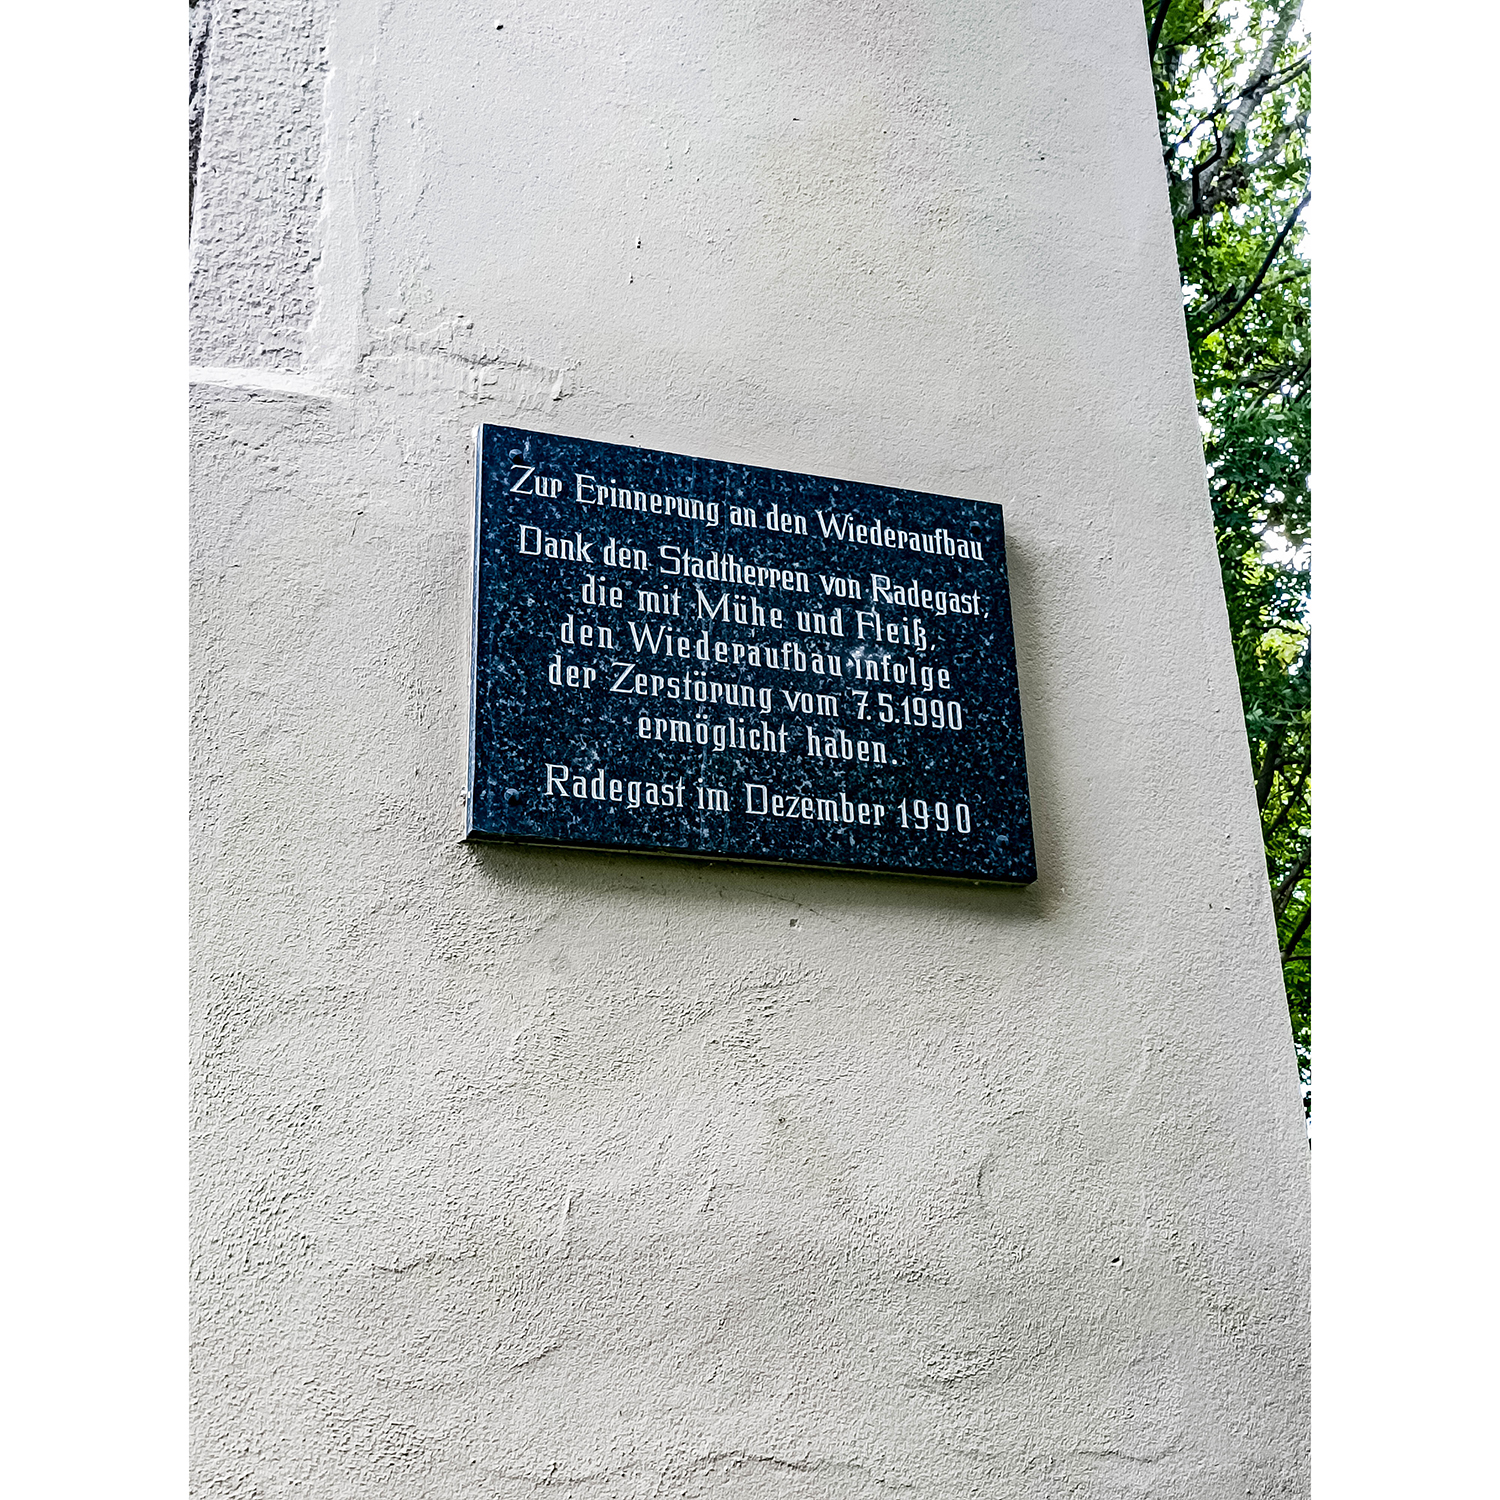 Zur Erinnerung an den Wiederaufbau
Dank den Stadtherren von Radegast,
die mit Mühe und Fleiß,
den Wiederaufbau infolge
der Zerstörung vom 7.5.1990
ermöglicht haben.
Radegast im Dezember 1990